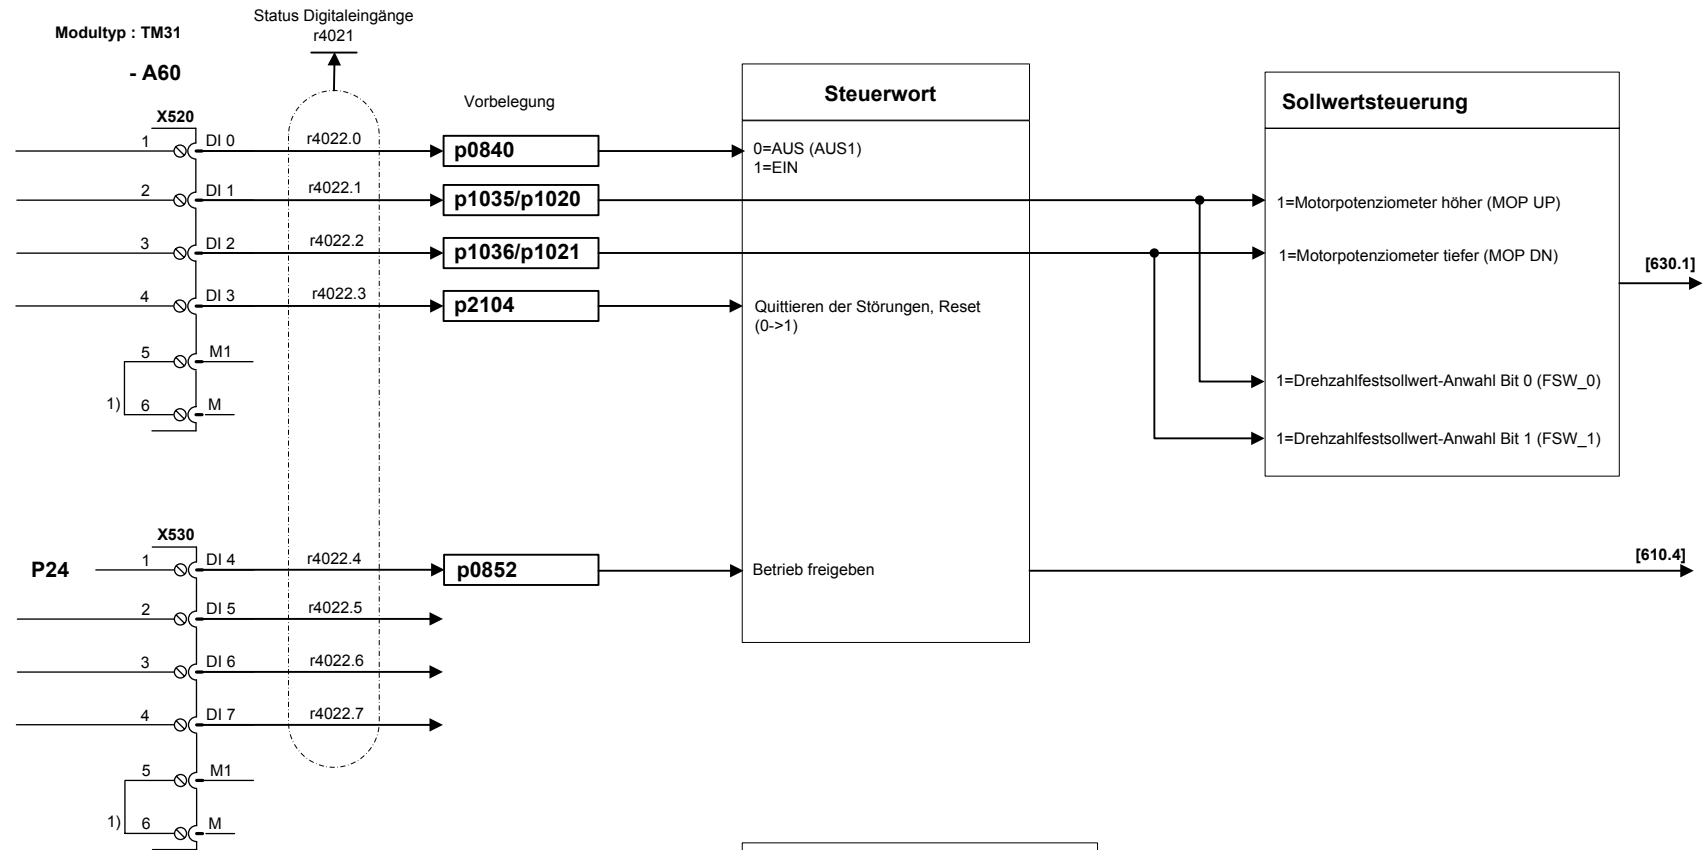 Status Digitaleingänge
r4021
Modultyp : TM31
- A60
Vorbelegung
Steuerwort
Sollwertsteuerung
X520
1 DI 0 r4022.0 p0840 0=AUS (AUS1)
1=EIN
2 DI 1 r4022.1 p1035/p1020 1=Motorpotenziometer höher (MOP UP)
3 DI 2 r4022.2 p1036/p1021 1=Motorpotenziometer tiefer (MOP DN)
[630.1]
4 DI 3 r4022.3 p2104 Quittieren der Störungen, Reset
(0->1)
5 M1
1=Drehzahlfestsollwert-Anwahl Bit 0 (FSW_0)
1) 6 M
1=Drehzahlfestsollwert-Anwahl Bit 1 (FSW_1)
X530
P24 1 DI 4 r4022.4 p0852 Betrieb freigeben [610.4]
2 DI 5 r4022.5
3 DI 6 r4022.6
4 DI 7 r4022.7
5 M1
1) 6 M